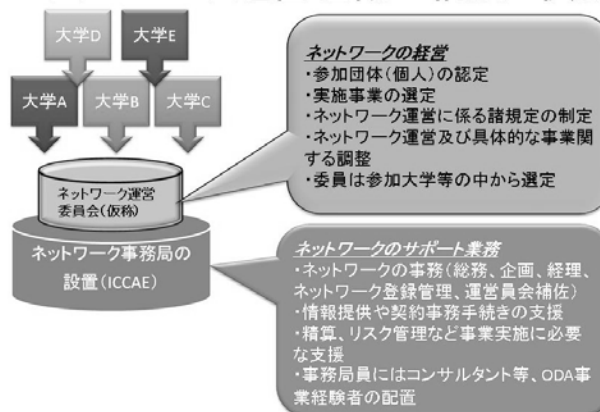 大学D
大学E
大学A
大学B
大学C
ネットワーク運営
委員会(仮称)
ネットワーク事務局の
設置(ICCAE)
ネットワークの経営
・参加団体(個人)の認定
・実施事業の選定
・ネットワーク運営に係る諸規定の制定
・ネットワーク運営及び具体的な事業関
する調整
・委員は参加大学等の中から選定
ネットワークのサポート業務
・ネットワークの事務(総務、企画、経理、
ネットワーク登録管理、運営員会補佐)
・情報提供や契約事務手続きの支援
・精算、リスク管理など事業実施に必要
な支援
・事務局員にはコンサルタント等、ODA事
業経験者の配置